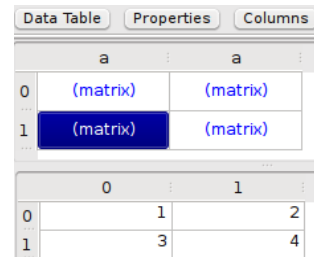 Data Table Properties Columns
a a
0 (matrix) (matrix)
1 (matrix) (matrix)
0 1
0 1 2
1 3 4